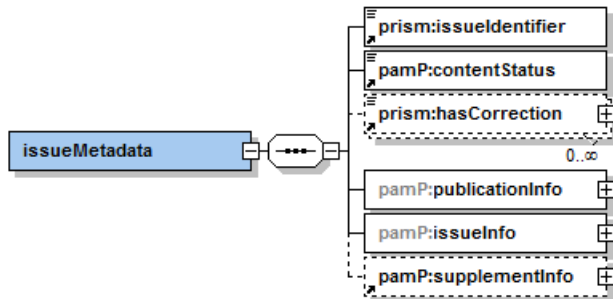 prism:issueIdentifier
pamP:contentStatus
prism:hasCorrection
0..∞
issueMetadata
pamP:publicationInfo
pamP:issueInfo
pamP:supplementInfo